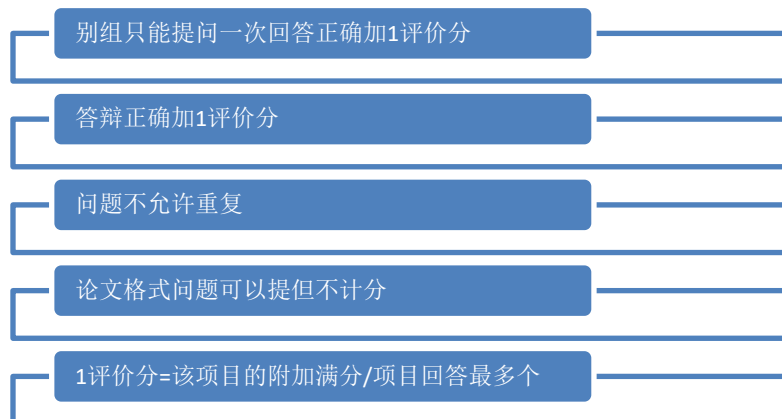 别组只能提问一次回答正确加1评价分
答辩正确加1评价分
问题不允许重复
论文格式问题可以提但不计分
1评价分=该项目的附加满分/项目回答最多个